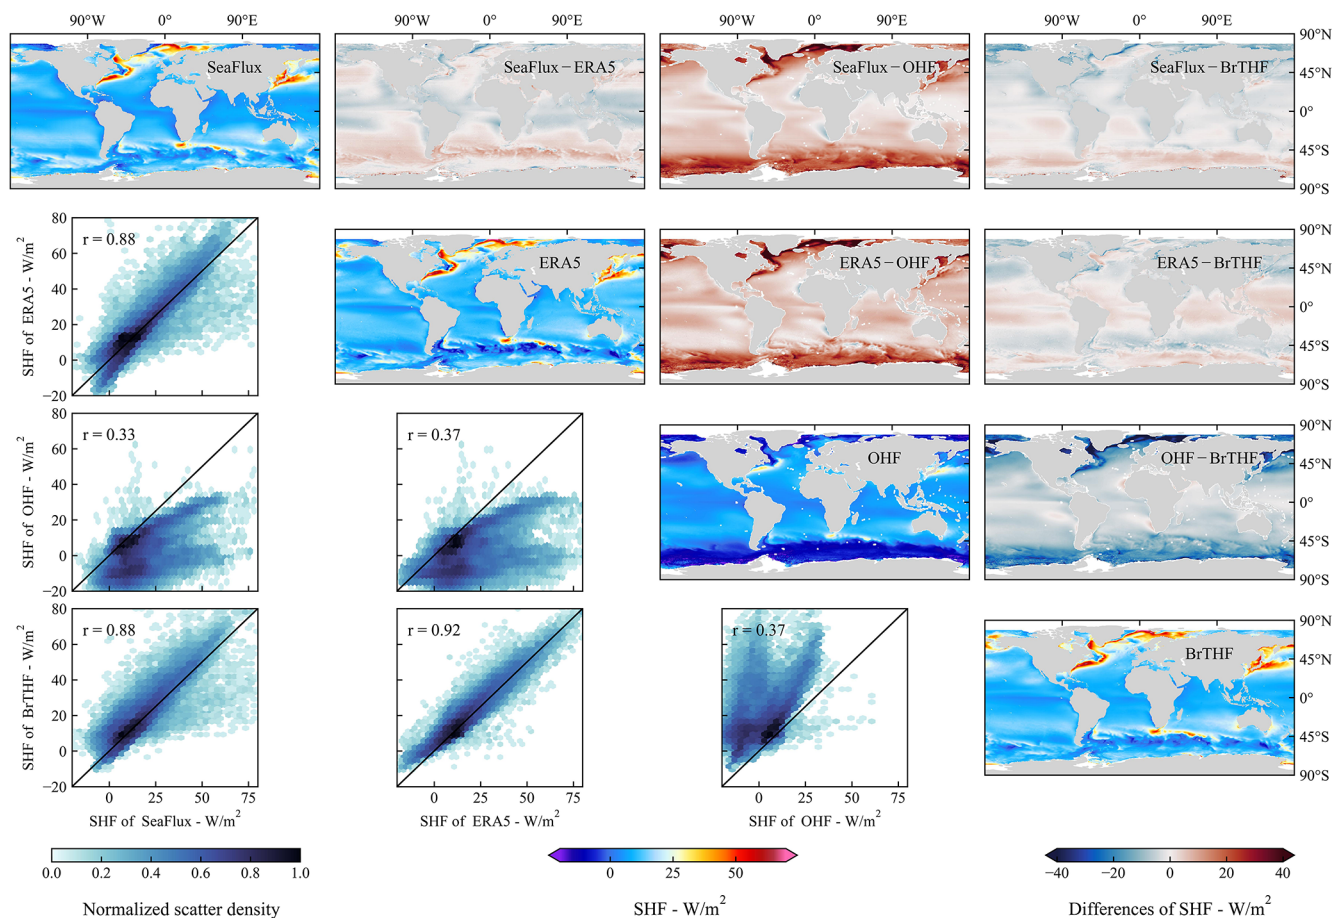 90°W 0° 90°E 90°W 0° 90°E 90°W 0° 90°E 90°W 0° 90°E
SeaFlux
SeaFlux−ERA5
SeaFlux−OHF
SeaFlux−BrTHF
90°N
45°N
0°
45°S
90°S
SHF of ERA5 - W/m²
80
60
40
20
0
−20
r = 0.88
ERA5
ERA5−OHF
ERA5−BrTHF
90°N
45°N
0°
45°S
90°S
SHF of OHF - W/m²
80
60
40
20
0
−20
r = 0.33
r = 0.37
OHF
OHF−BrTHF
90°N
45°N
0°
45°S
90°S
SHF of BrTHF - W/m²
80
60
40
20
0
−20
r = 0.88
r = 0.92
r = 0.37
BrTHF
90°N
45°N
0°
45°S
90°S
0 25 50 75 0 25 50 75 0 25 50 75
SHF of SeaFlux - W/m²
SHF of ERA5 - W/m²
SHF of OHF - W/m²
0.0 0.2 0.4 0.6 0.8 1.0
Normalized scatter density
0 25 50
SHF - W/m²
−40 −20 0 20 40
Differences of SHF - W/m²